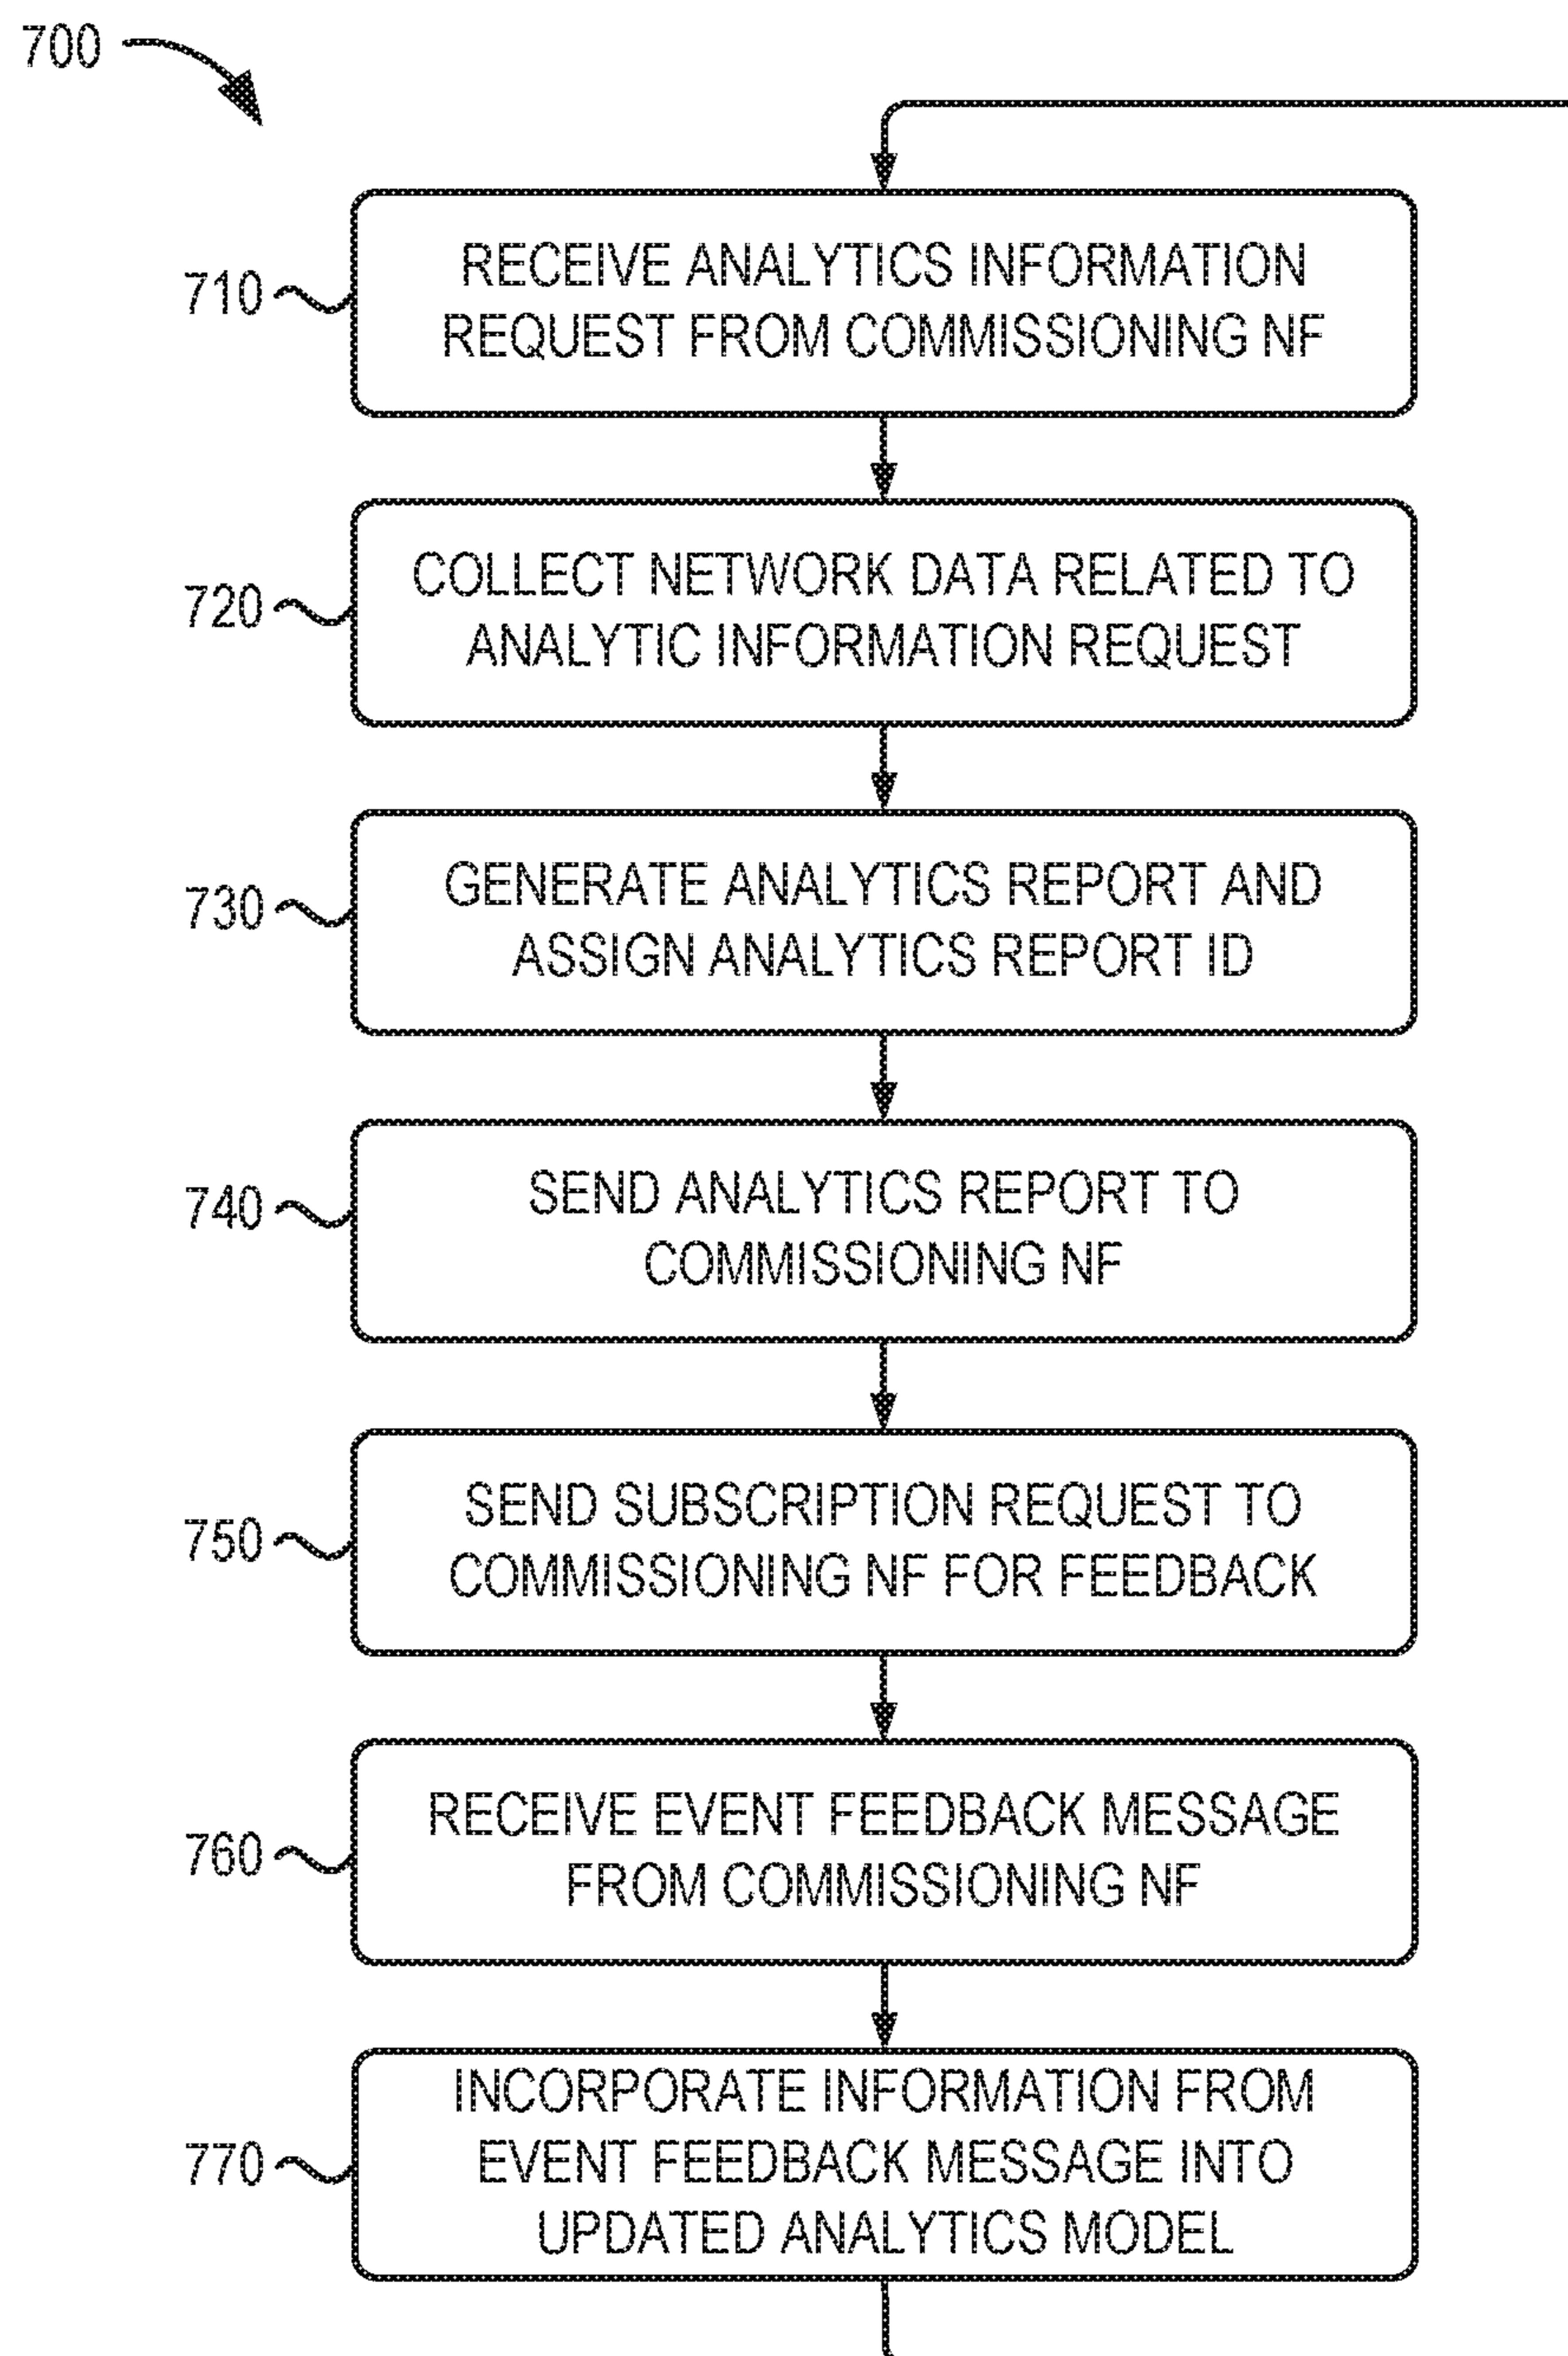 700
710
RECEIVE ANALYTICS INFORMATION
REQUEST FROM COMMISSIONING NF
720
COLLECT NETWORK DATA RELATED TO
ANALYTIC INFORMATION REQUEST
730
GENERATE ANALYTICS REPORT AND
ASSIGN ANALYTICS REPORT ID
740
SEND ANALYTICS REPORT TO
COMMISSIONING NF
750
SEND SUBSCRIPTION REQUEST TO
COMMISSIONING NF FOR FEEDBACK
760
RECEIVE EVENT FEEDBACK MESSAGE
FROM COMMISSIONING NF
770
INCORPORATE INFORMATION FROM
EVENT FEEDBACK MESSAGE INTO
UPDATED ANALYTICS MODEL